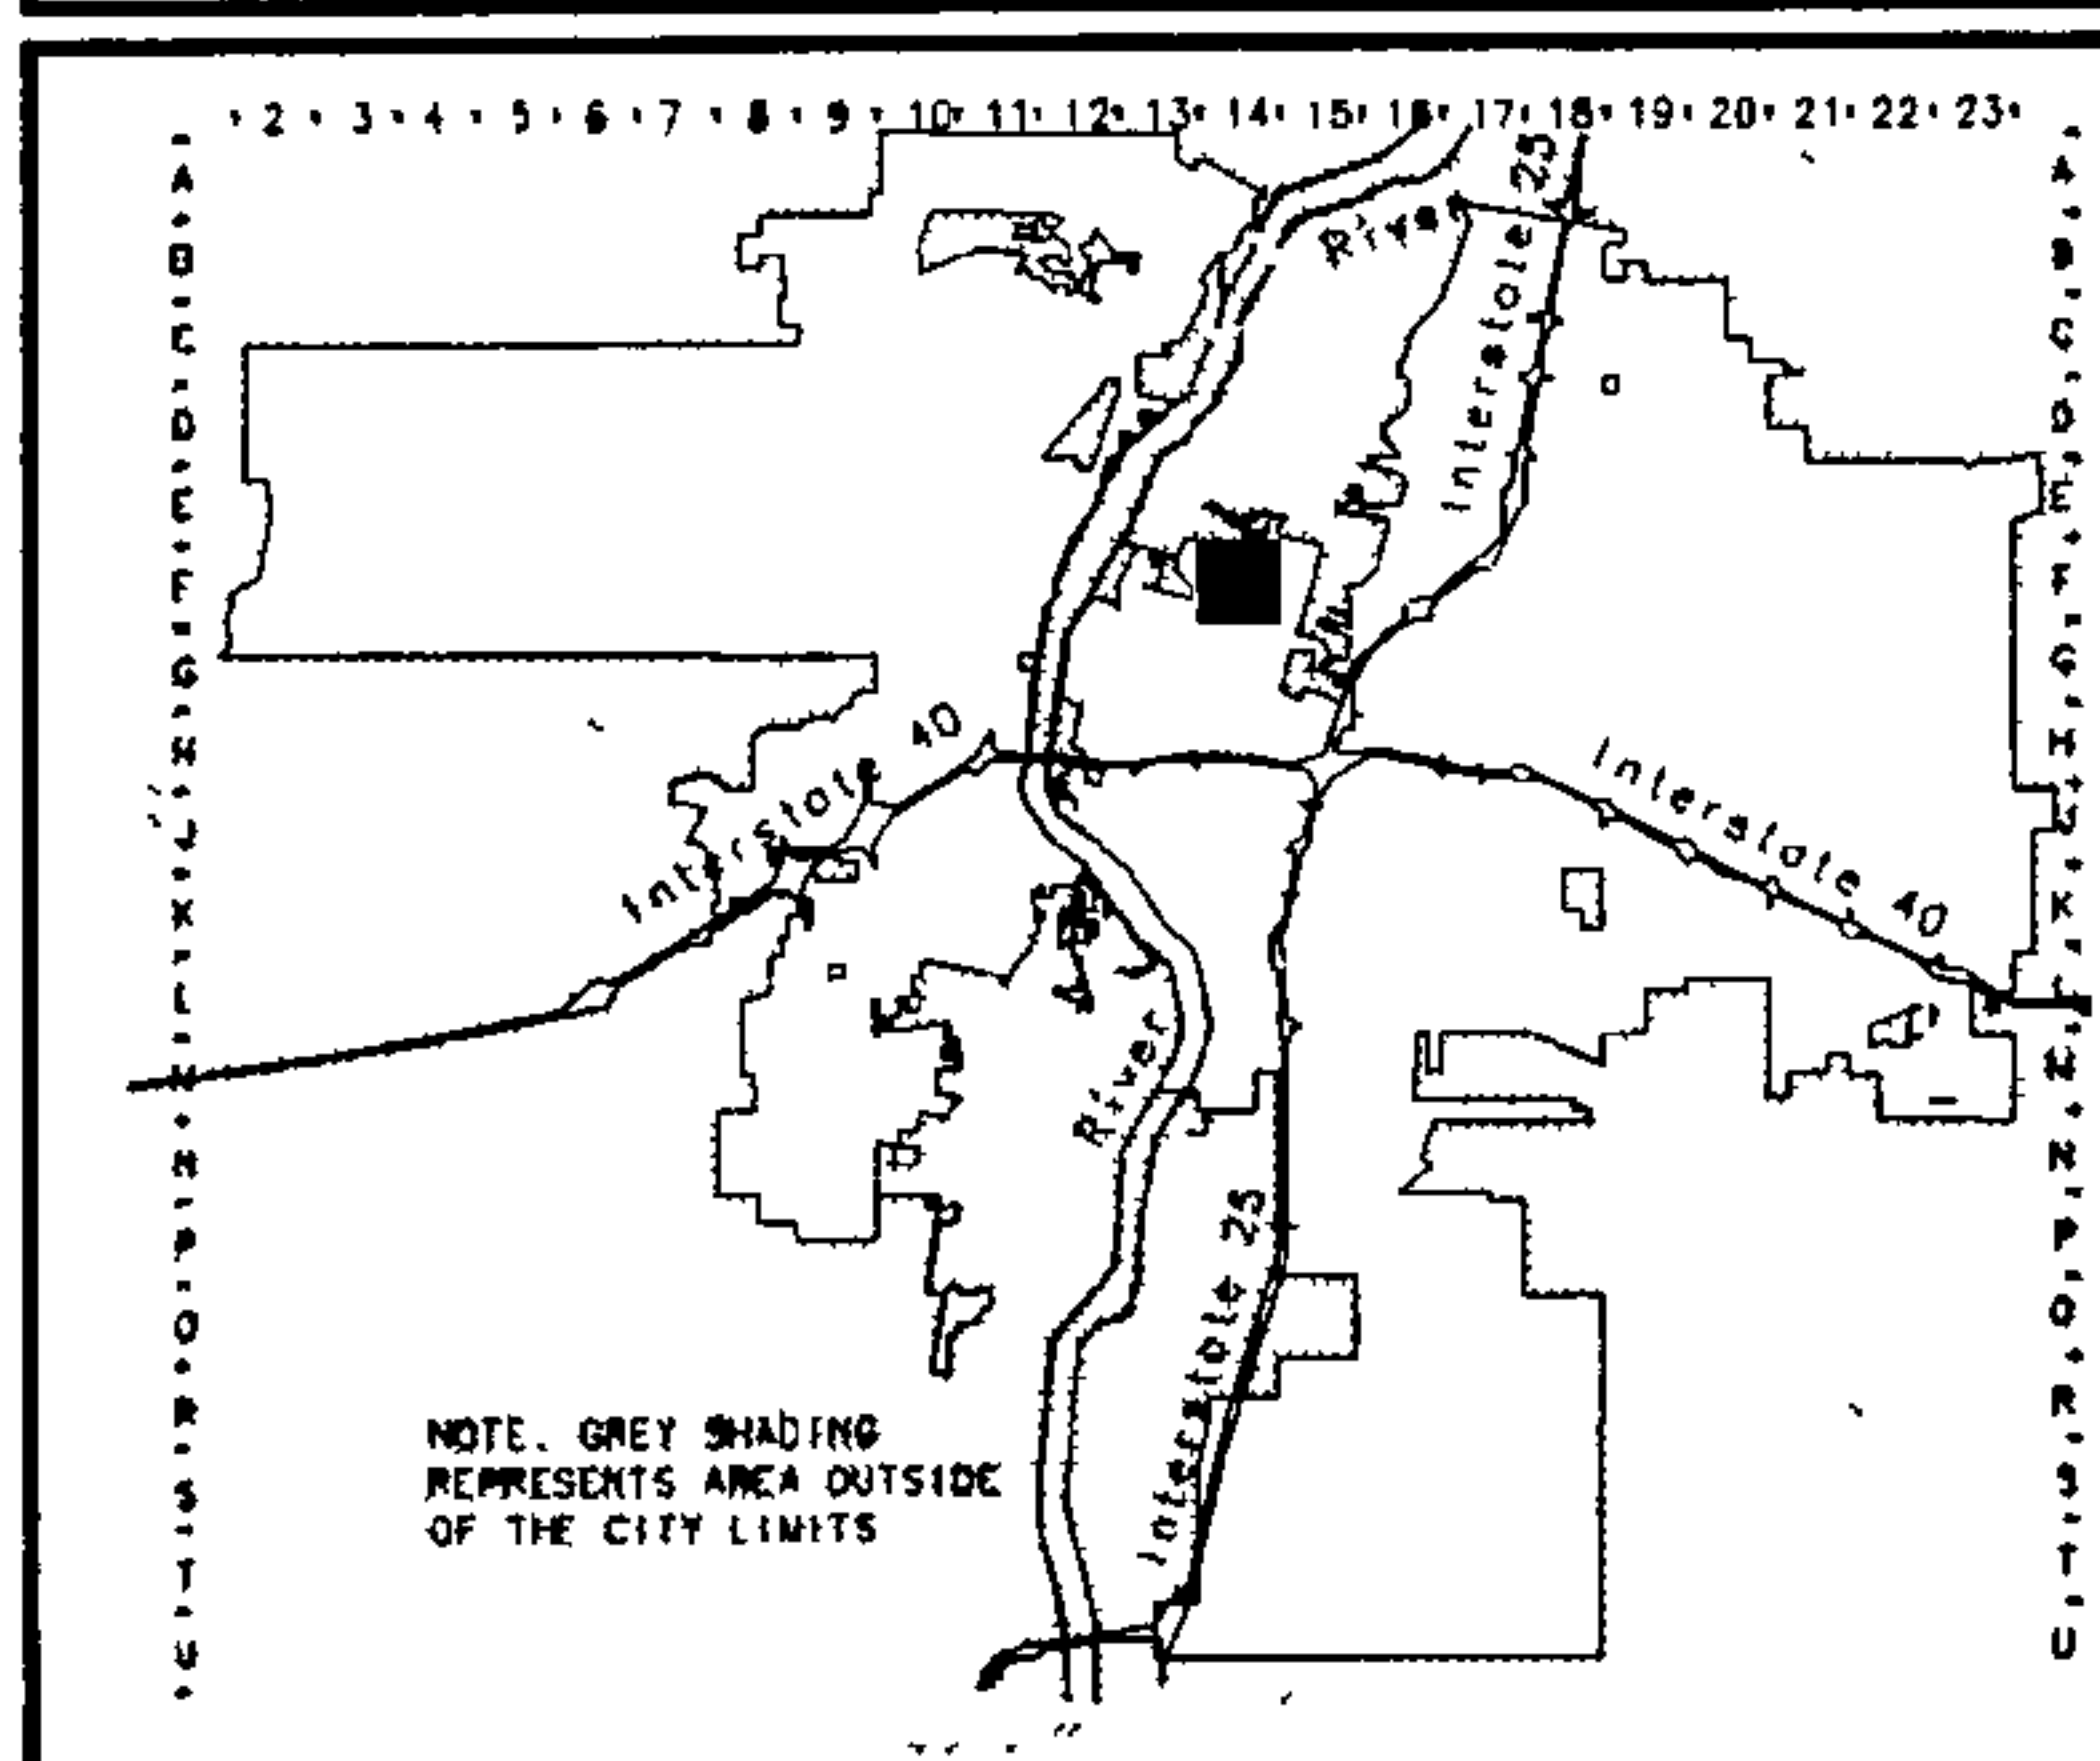 2 3 4 5 6 7 8 9 10 11 12 13 14 15 16 17 18 19 20 21 22 23
A
B
C
D
E
F
G
H
J
K
L
M
N
P
Q
R
S
T
U
River
Interstate 25
Interstate 40
Interstate 40
River
Interstate 25
NOTE. GREY SHADING
REPRESENTS AREA OUTSIDE
OF THE CITY LIMITS
A
B
C
D
E
F
G
H
J
K
L
M
N
P
Q
R
S
T
U